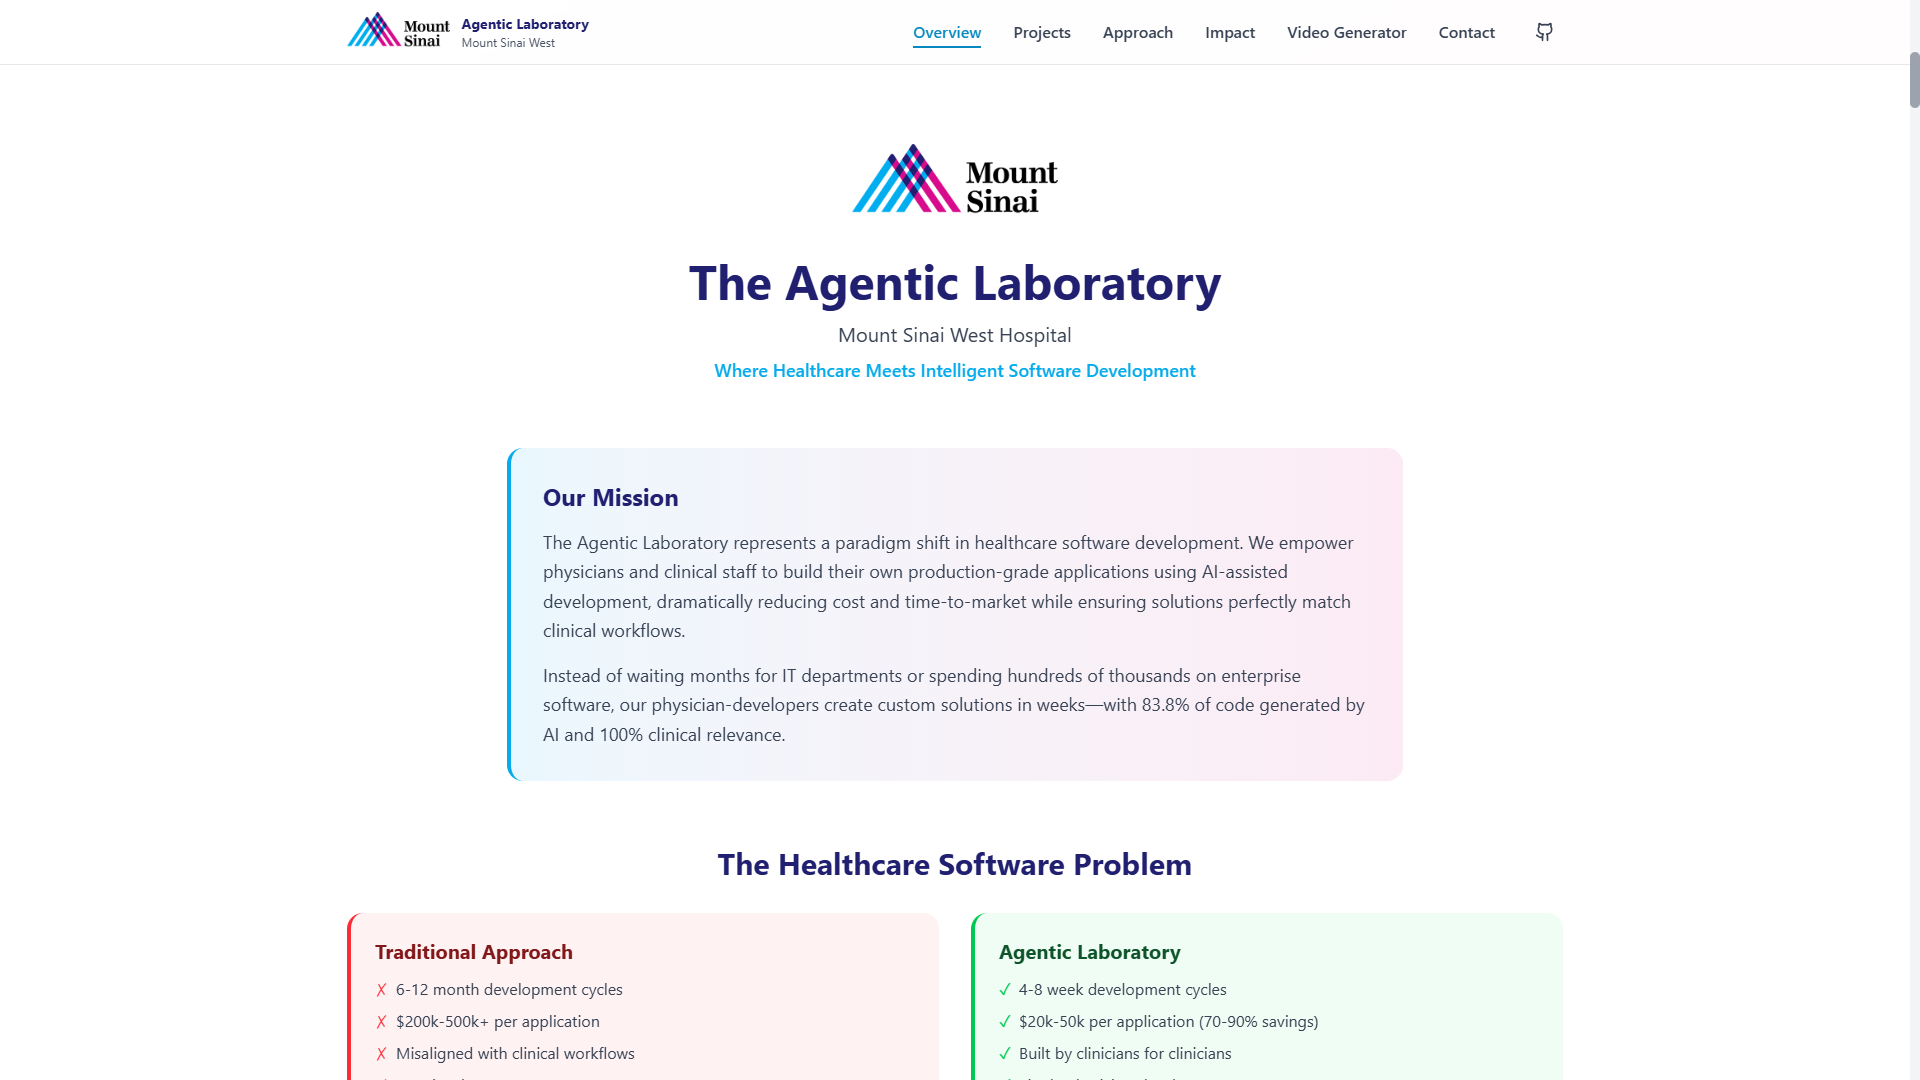 Mount
Sinai
Agentic Laboratory
Mount Sinai West
Overview
Projects
Approach
Impact
Video Generator
Contact
Mount
Sinai
The Agentic Laboratory
Mount Sinai West Hospital
Where Healthcare Meets Intelligent Software Development
Our Mission
The Agentic Laboratory represents a paradigm shift in healthcare software development. We empower
physicians and clinical staff to build their own production-grade applications using AI-assisted
development, dramatically reducing cost and time-to-market while ensuring solutions perfectly match
clinical workflows.
Instead of waiting months for IT departments or spending hundreds of thousands on enterprise
software, our physician-developers create custom solutions in weeks—with 83.8% of code generated by
AI and 100% clinical relevance.
The Healthcare Software Problem
Traditional Approach
✗ 6-12 month development cycles
✗ $200k-500k+ per application
✗ Misaligned with clinical workflows
Agentic Laboratory
✓ 4-8 week development cycles
✓ $20k-50k per application (70-90% savings)
✓ Built by clinicians for clinicians